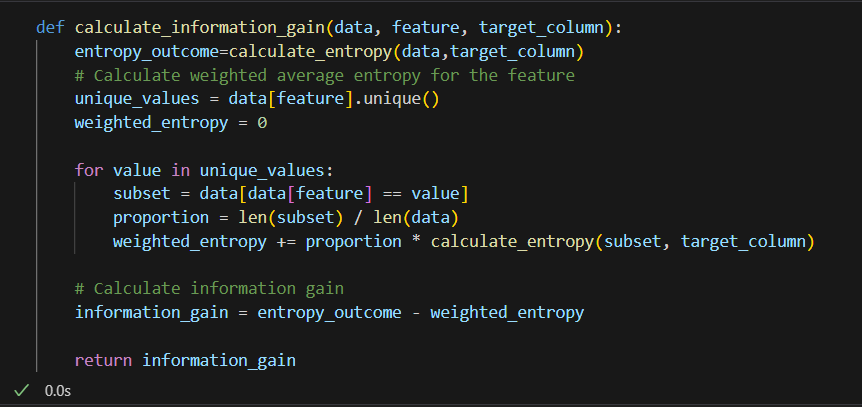 def calculate_information_gain(data, feature, target_column):
    entropy_outcome=calculate_entropy(data,target_column)
    # Calculate weighted average entropy for the feature
    unique_values = data[feature].unique()
    weighted_entropy = 0

    for value in unique_values:
        subset = data[data[feature] == value]
        proportion = len(subset) / len(data)
        weighted_entropy += proportion * calculate_entropy(subset, target_column)

    # Calculate information gain
    information_gain = entropy_outcome - weighted_entropy

    return information_gain
✓ 0.0s